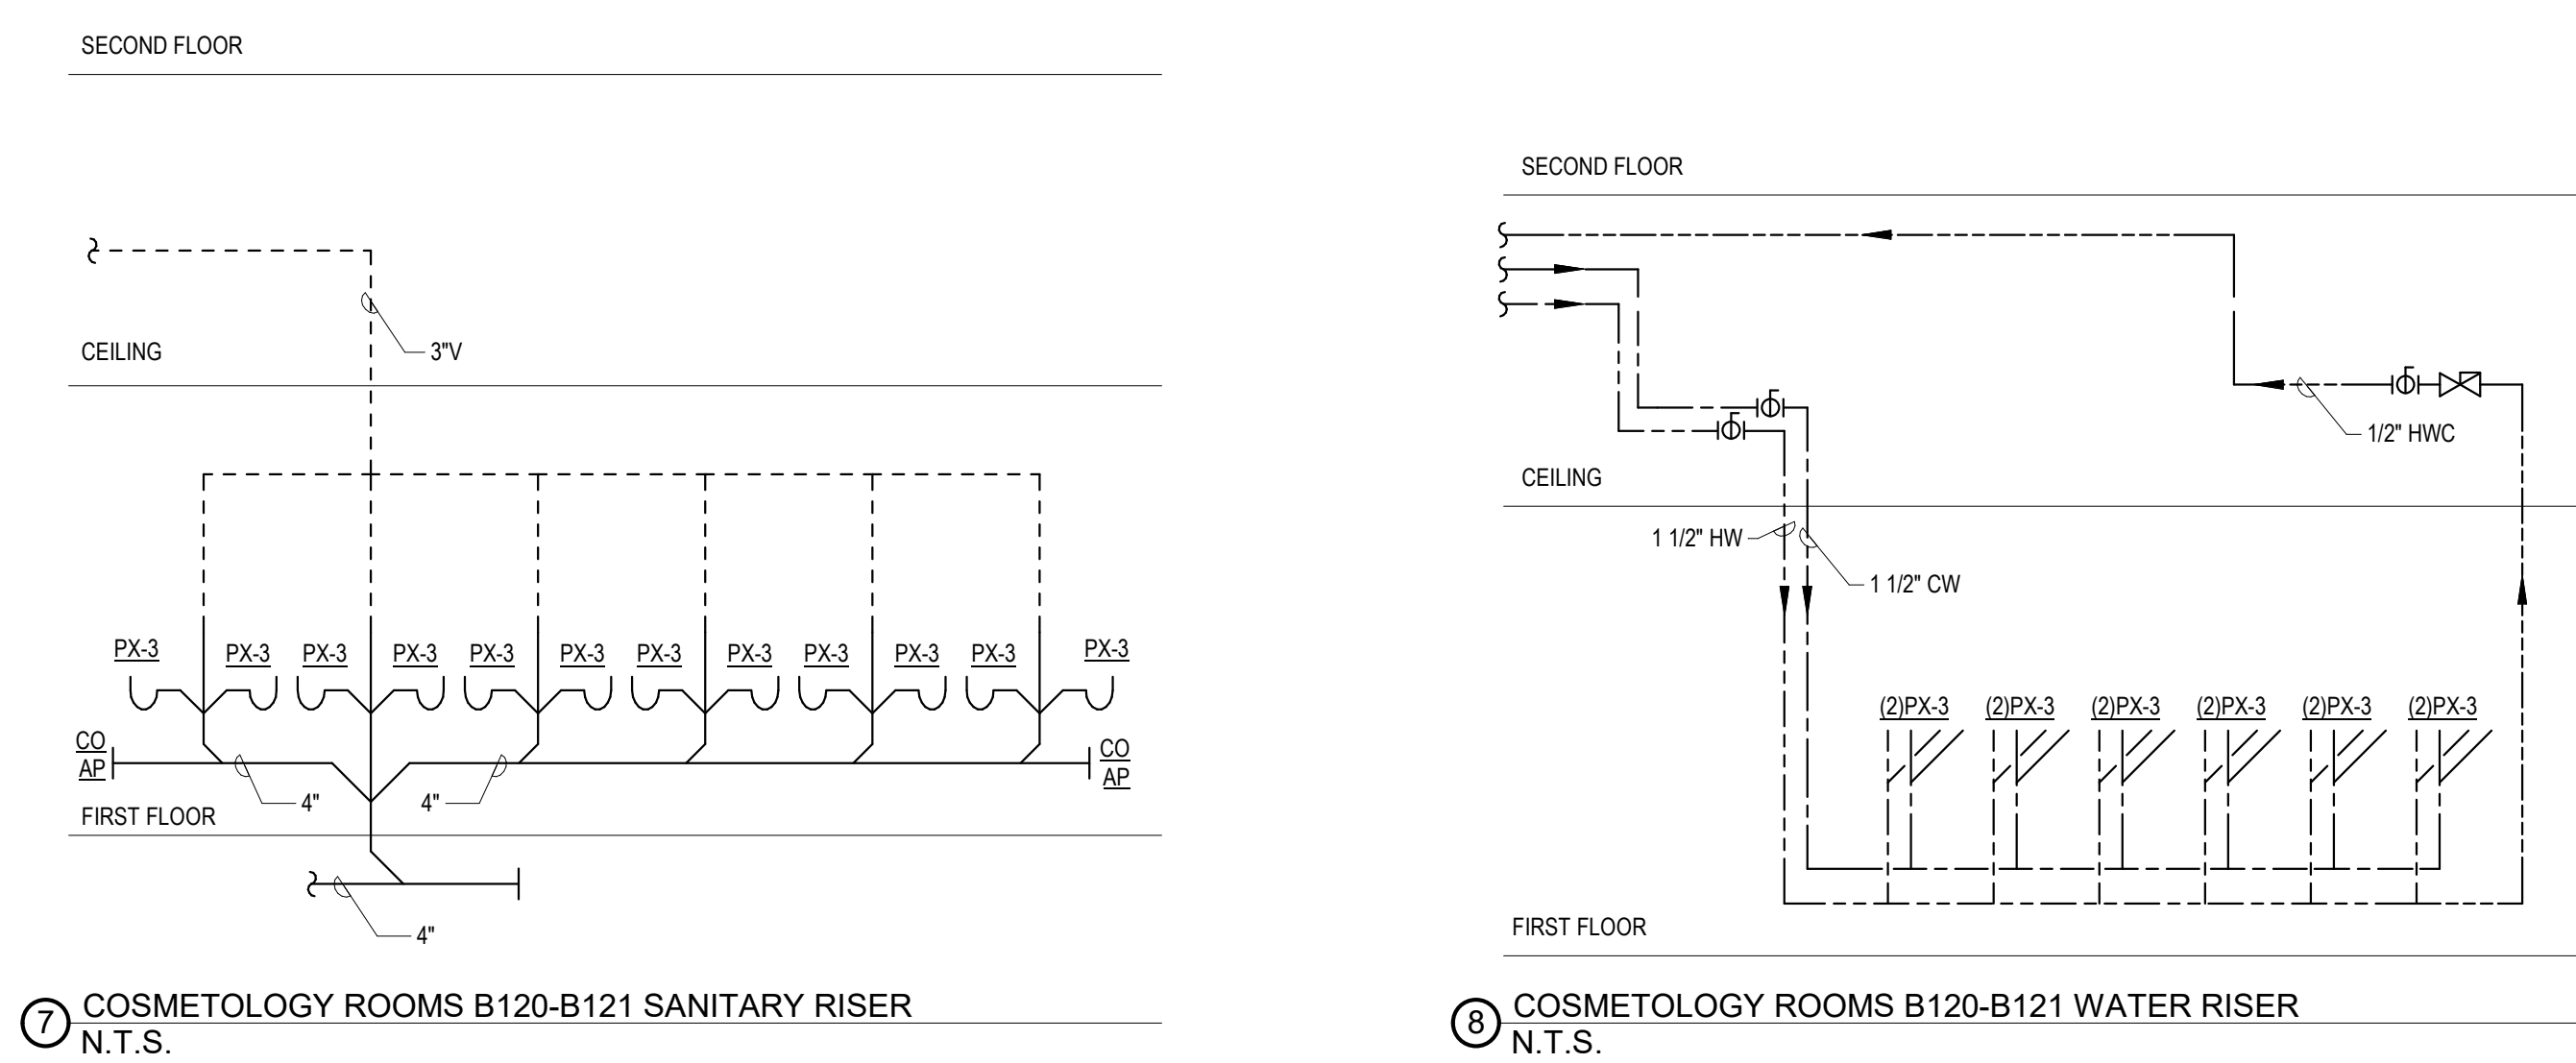 SECOND FLOOR
3"V
CEILING
PX-3 PX-3 PX-3 PX-3 PX-3 PX-3 PX-3 PX-3 PX-3 PX-3 PX-3 PX-3
CO
AP
CO
AP
4"
4"
FIRST FLOOR
4"
7 COSMETOLOGY ROOMS B120-B121 SANITARY RISER
N.T.S.
SECOND FLOOR
1/2" HWC
CEILING
1 1/2" HW
1 1/2" CW
(2)PX-3 (2)PX-3 (2)PX-3 (2)PX-3 (2)PX-3 (2)PX-3
FIRST FLOOR
8 COSMETOLOGY ROOMS B120-B121 WATER RISER
N.T.S.